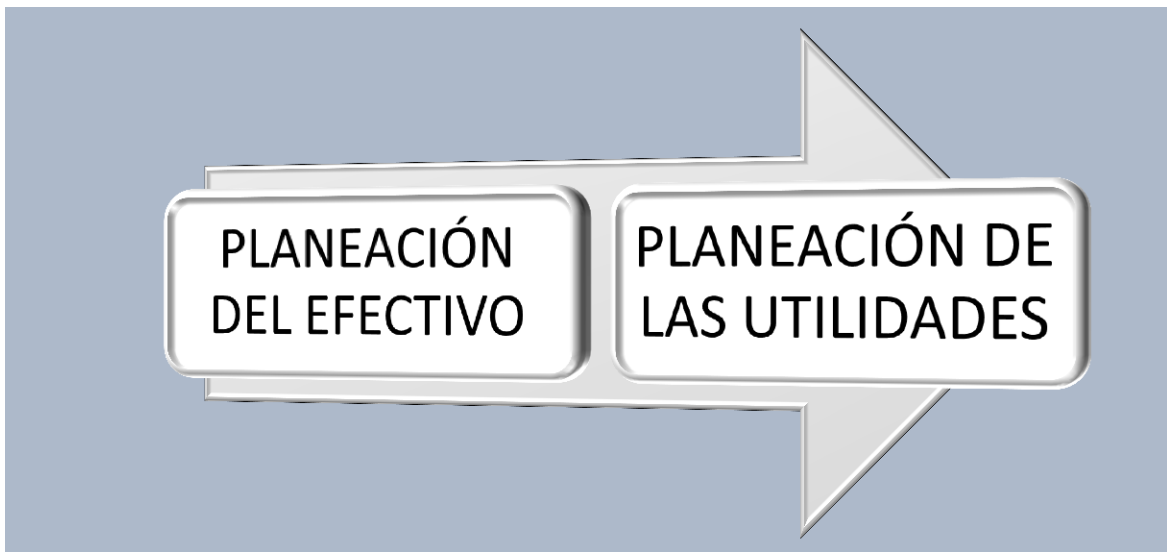 PLANEACIÓN
DEL EFECTIVO
PLANEACIÓN DE
LAS UTILIDADES